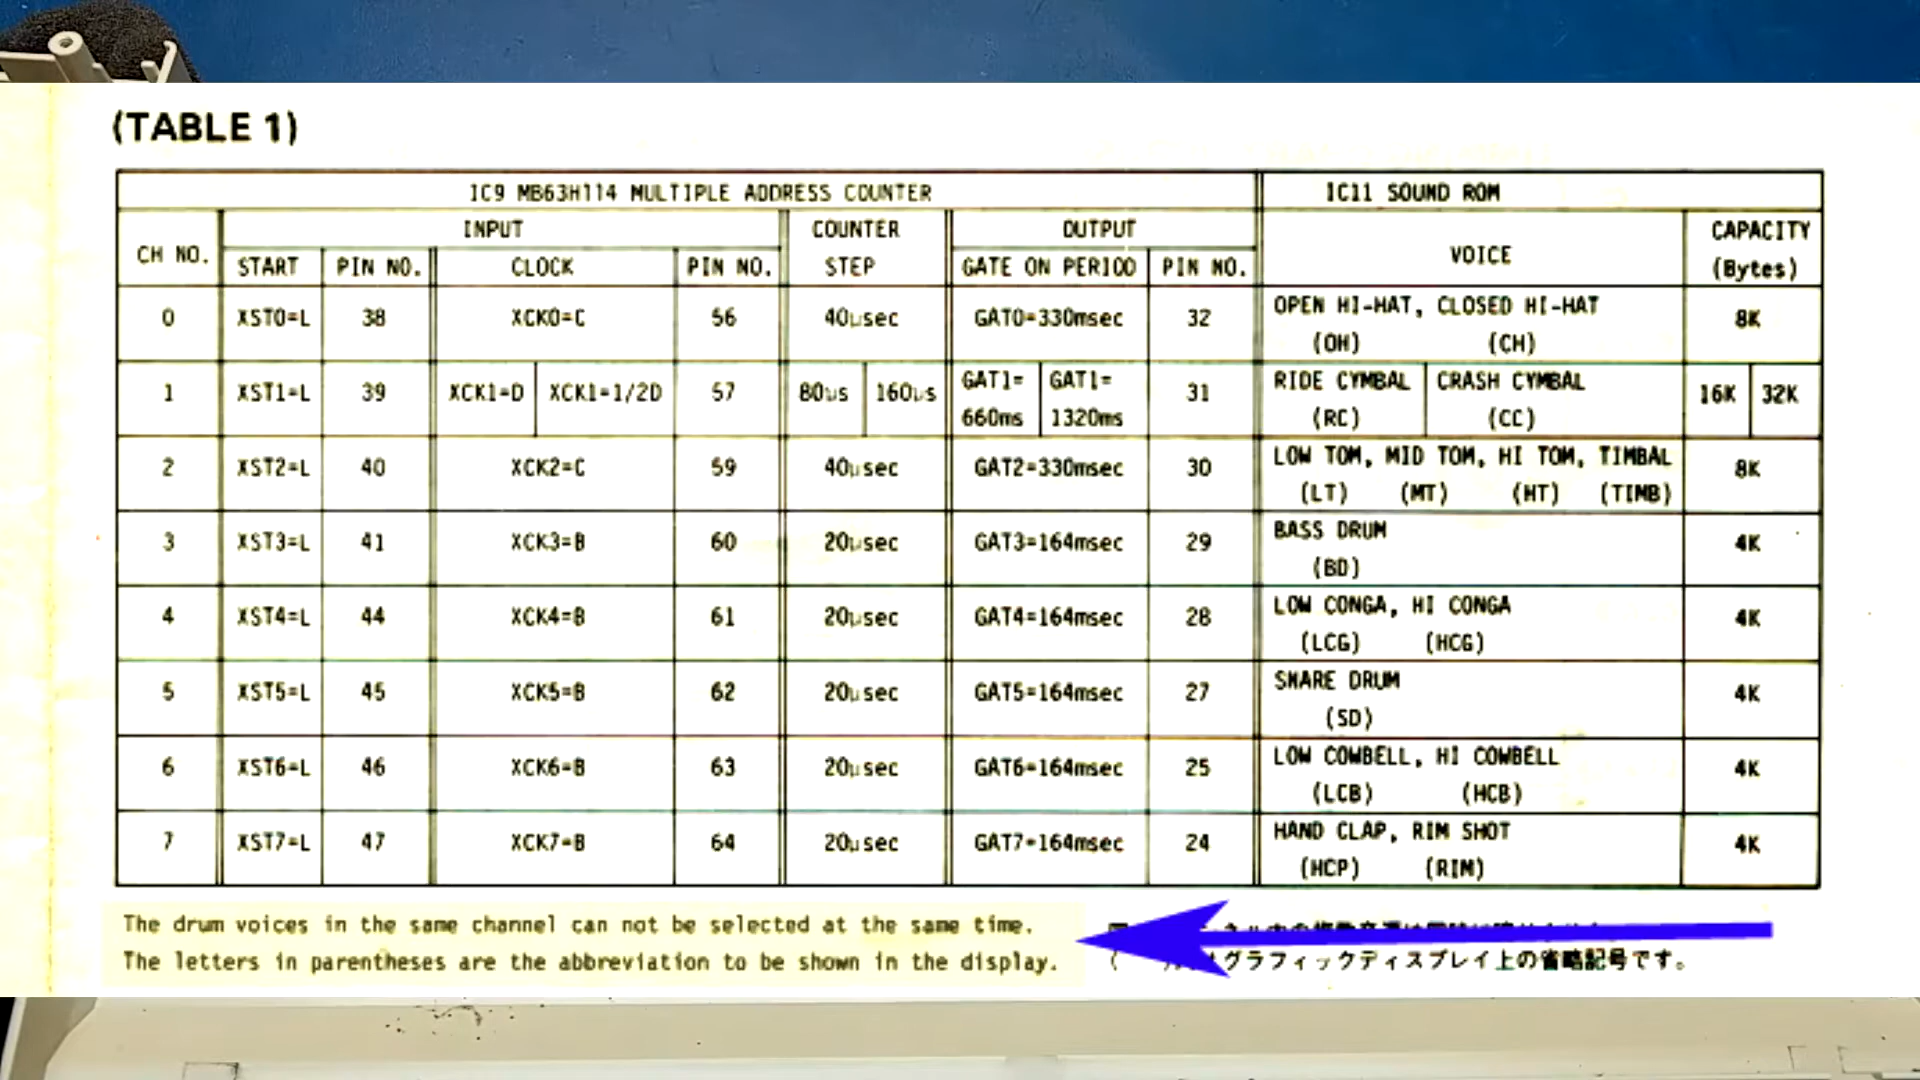 (TABLE 1)
IC9 MB63H114 MULTIPLE ADDRESS COUNTER IC11 SOUND ROM
CH NO. INPUT COUNTER STEP OUTPUT VOICE CAPACITY (Bytes)
START PIN NO. CLOCK PIN NO. GATE ON PERIOD PIN NO.
0 XST0=L 38 XCK0=C 56 40μsec GAT0=330msec 32 OPEN HI-HAT, CLOSED HI-HAT 8K
(OH) (CH)
1 XST1=L 39 XCK1=D XCK1=1/2D 57 80μs 160μs GAT1=660ms GAT1=1320ms 31 RIDE CYMBAL CRASH CYMBAL 16K 32K
(RC) (CC)
2 XST2=L 40 XCK2=C 59 40μsec GAT2=330msec 30 LOW TOM, MID TOM, HI TOM, TIMBAL 8K
(LT) (MT) (HT) (TIMB)
3 XST3=L 41 XCK3=B 60 20μsec GAT3=164msec 29 BASS DRUM 4K
(BD)
4 XST4=L 44 XCK4=B 61 20μsec GAT4=164msec 28 LOW CONGA, HI CONGA 4K
(LCG) (HCG)
5 XST5=L 45 XCK5=B 62 20μsec GAT5=164msec 27 SNARE DRUM 4K
(SD)
6 XST6=L 46 XCK6=B 63 20μsec GAT6=164msec 25 LOW COWBELL, HI COWBELL 4K
(LCB) (HCB)
7 XST7=L 47 XCK7=B 64 20μsec GAT7=164msec 24 HAND CLAP, RIM SHOT 4K
(HCP) (RIM)
The drum voices in the same channel can not be selected at the same time.
The letters in parentheses are the abbreviation to be shown in the display.
グラフィックディスプレイ上の省略記号です。